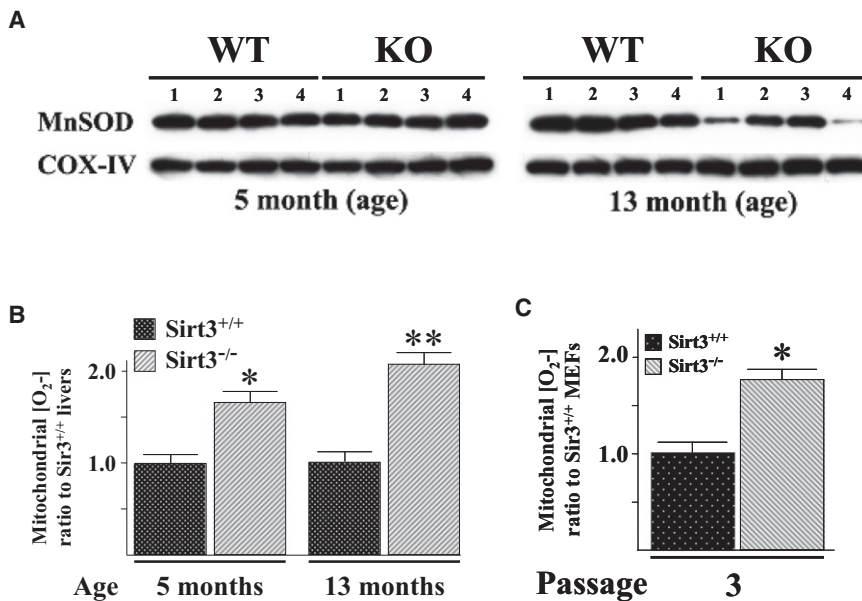 A
WT KO WT KO
1 2 3 4 1 2 3 4 1 2 3 4 1 2 3 4
MnSOD
COX-IV
5 month (age) 13 month (age)
B
Sirt3+/+
Sirt3-/-
Mitochondrial [O2-]
ratio to Sir3+/+ livers
2.0
1.0
*
**
Age 5 months 13 months
C
Sirt3+/+
Sirt3-/-
Mitochondrial [O2-]
ratio to Sir3+/+ MEFs
2.0
1.0
*
Passage 3